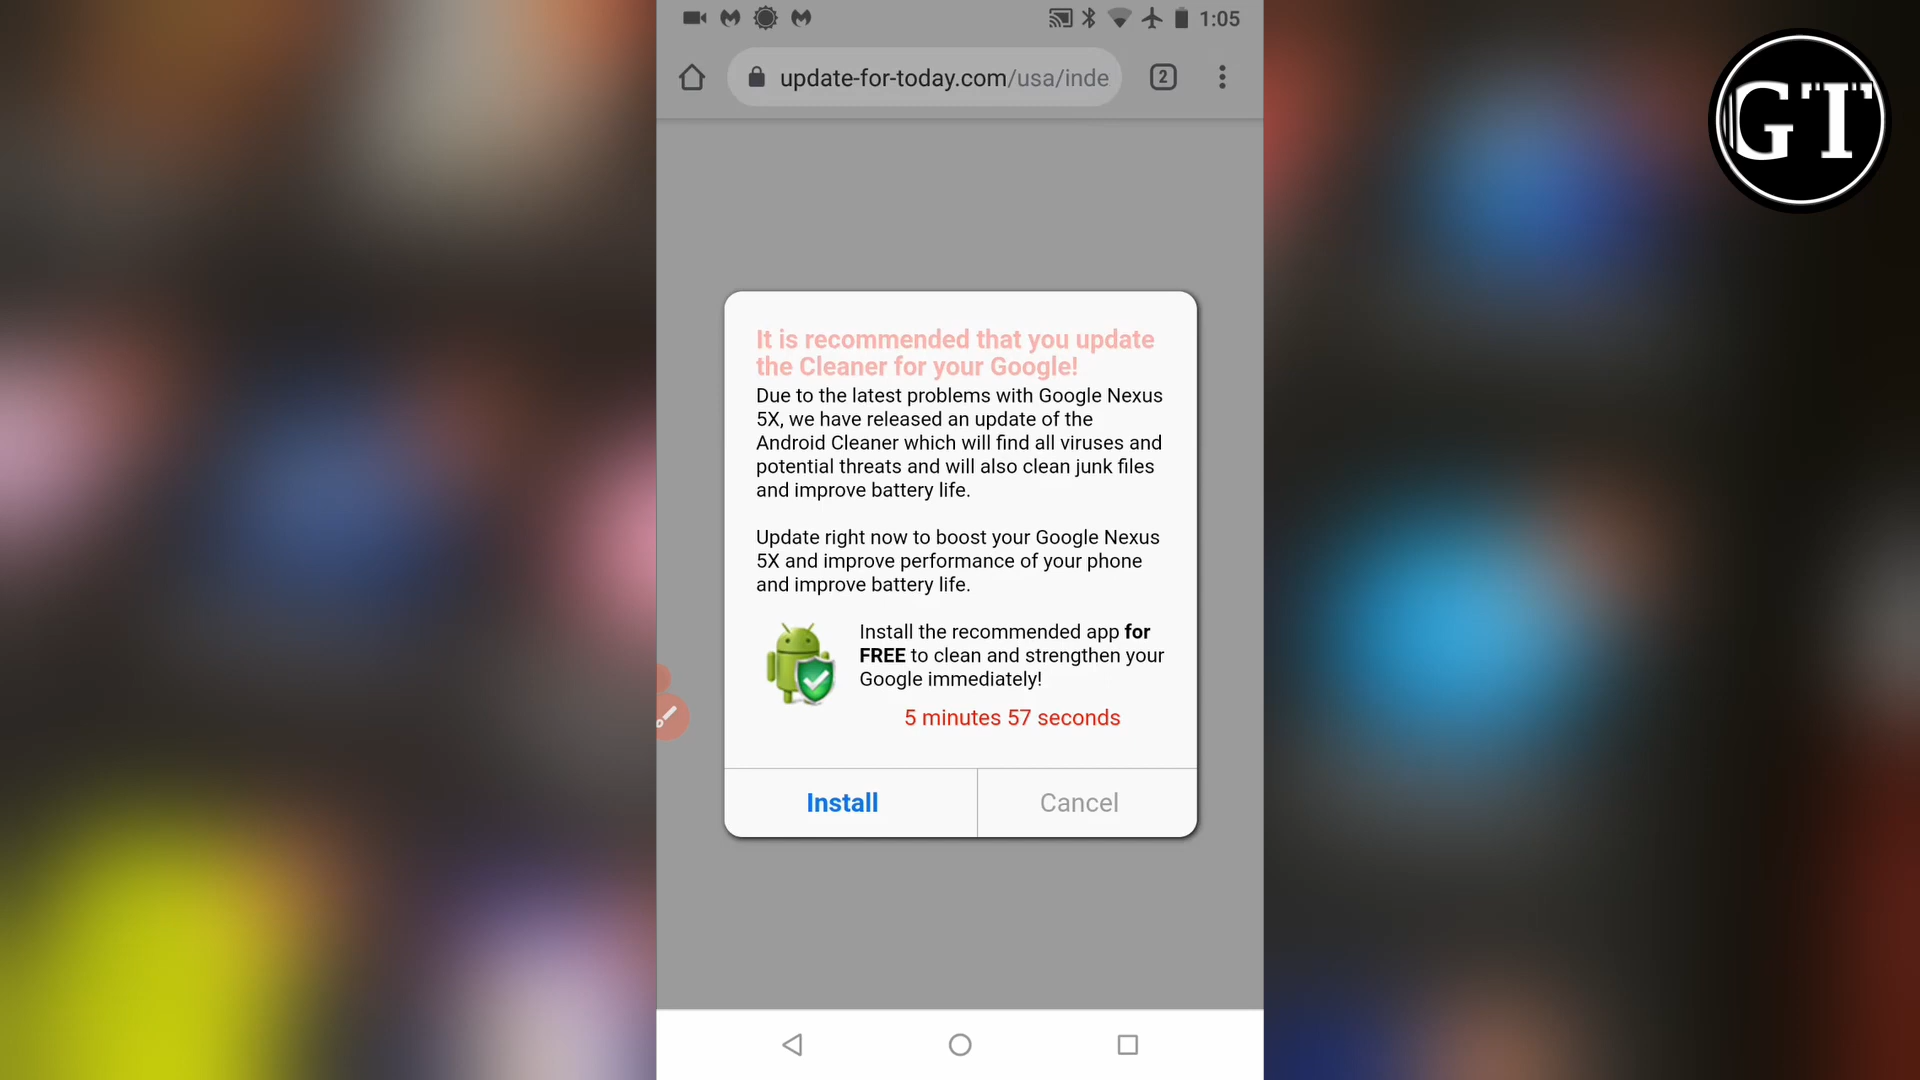 1:05
update-for-today.com/usa/inde
2
GT
It is recommended that you update
the Cleaner for your Google!
Due to the latest problems with Google Nexus
5X, we have released an update of the
Android Cleaner which will find all viruses and
potential threats and will also clean junk files
and improve battery life.
Update right now to boost your Google Nexus
5X and improve performance of your phone
and improve battery life.
Install the recommended app for
FREE to clean and strengthen your
Google immediately!
5 minutes 57 seconds
Install
Cancel